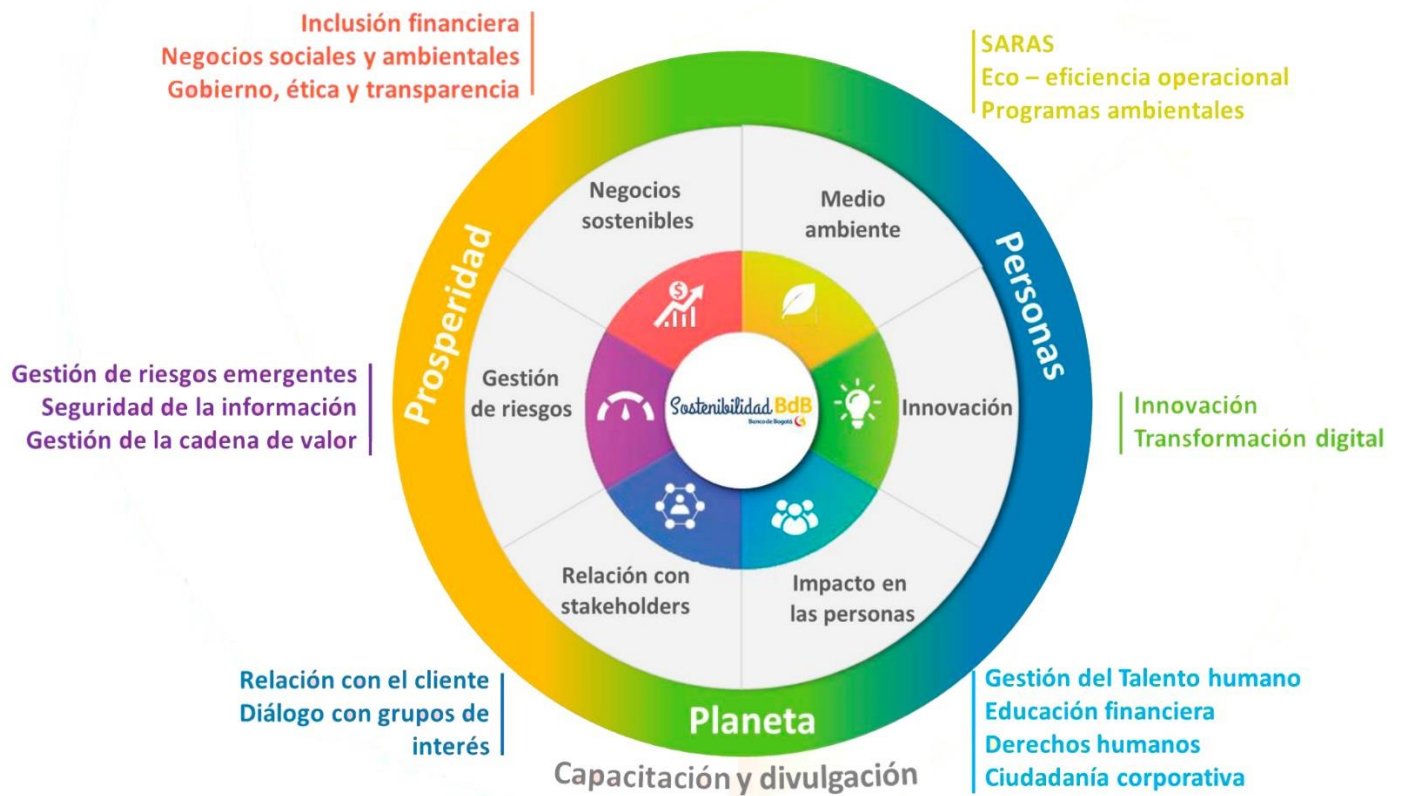 Inclusión financiera
Negocios sociales y ambientales
Gobierno, ética y transparencia
SARAS
Eco – eficiencia operacional
Programas ambientales
Negocios
sostenibles
Medio
ambiente
Prosperidad
Personas
Gestión de riesgos emergentes
Seguridad de la información
Gestión de la cadena de valor
Gestión
de riesgos
Sostenibilidad BdB
Banco de Bogotá
Innovación
Innovación
Transformación digital
Relación con
stakeholders
Impacto en
las personas
Relación con el cliente
Diálogo con grupos de
interés
Planeta
Capacitación y divulgación
Gestión del Talento humano
Educación financiera
Derechos humanos
Ciudadanía corporativa